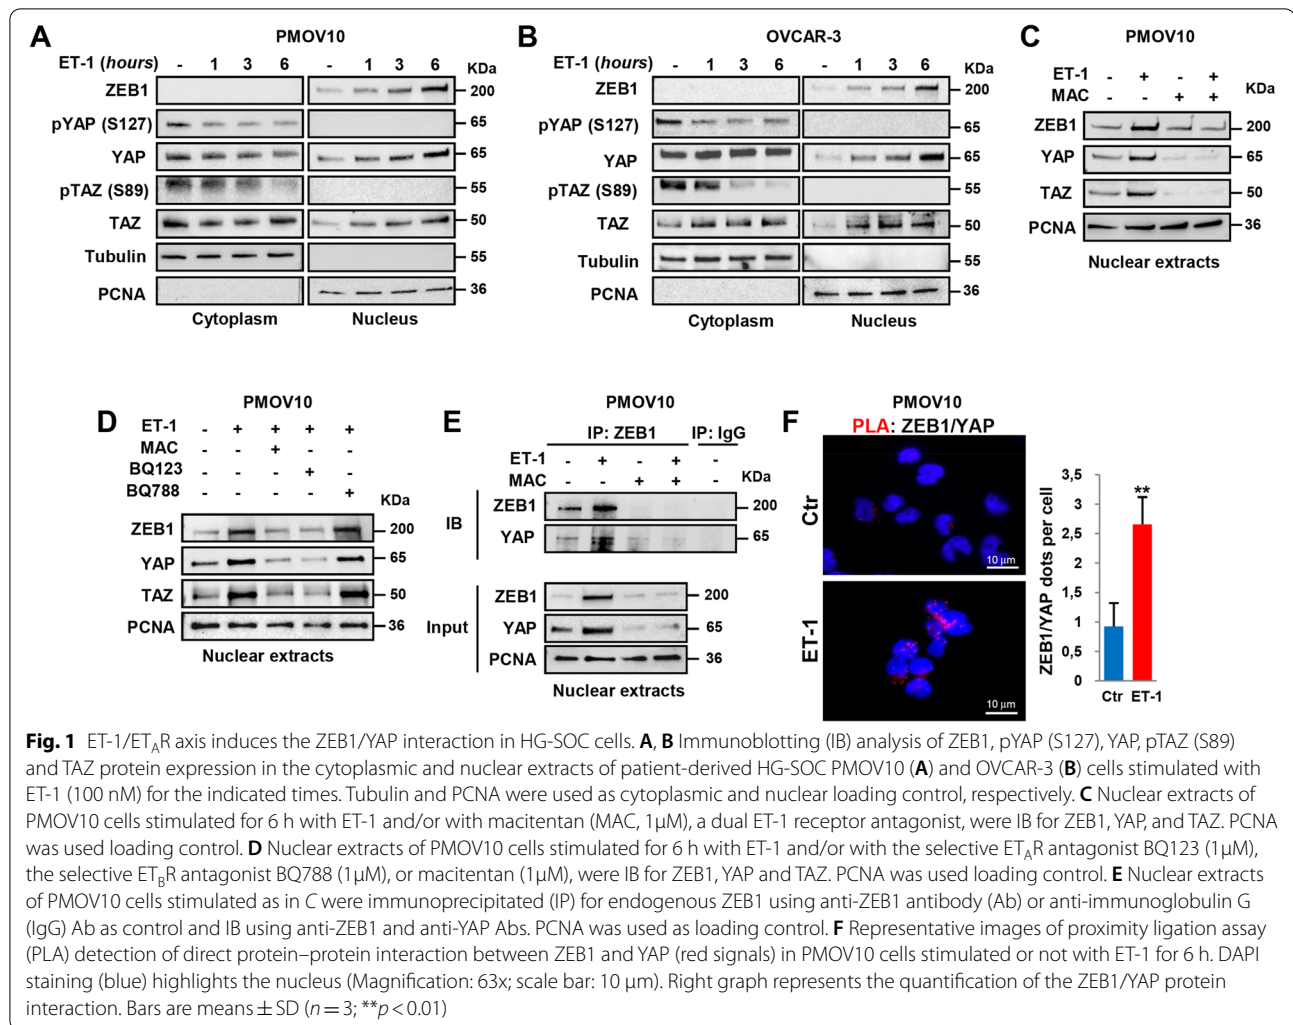 A
PMOV10
ET-1 (hours) - 1 3 6 - 1 3 6 KDa
ZEB1 200
pYAP (S127) 65
YAP 65
pTAZ (S89) 55
TAZ 50
Tubulin 55
PCNA 36
Cytoplasm Nucleus
B
OVCAR-3
ET-1 (hours) - 1 3 6 - 1 3 6 KDa
ZEB1 200
pYAP (S127) 65
YAP 65
pTAZ (S89) 55
TAZ 50
Tubulin 55
PCNA 36
Cytoplasm Nucleus
C
PMOV10
ET-1 - + - +
MAC - - + + KDa
ZEB1 200
YAP 65
TAZ 50
PCNA 36
Nuclear extracts
D
PMOV10
ET-1 - + + + +
MAC - - + - -
BQ123 - - - + -
BQ788 - - - - +
KDa
ZEB1 200
YAP 65
TAZ 50
PCNA 36
Nuclear extracts
E
PMOV10
IP: ZEB1 IP: IgG
ET-1 - + - + -
MAC - - + + - KDa
IB
ZEB1 200
YAP 65
Input
ZEB1 200
YAP 65
PCNA 36
Nuclear extracts
F
PMOV10
PLA: ZEB1/YAP
Ctr
10 µm
ET-1
10 µm
ZEB1/YAP dots per cell
3,5
3
2,5
2
1,5
1
0,5
0
**
Ctr ET-1
Fig. 1 ET-1/ETAR axis induces the ZEB1/YAP interaction in HG-SOC cells. A, B Immunoblotting (IB) analysis of ZEB1, pYAP (S127), YAP, pTAZ (S89)
and TAZ protein expression in the cytoplasmic and nuclear extracts of patient-derived HG-SOC PMOV10 (A) and OVCAR-3 (B) cells stimulated with
ET-1 (100 nM) for the indicated times. Tubulin and PCNA were used as cytoplasmic and nuclear loading control, respectively. C Nuclear extracts of
PMOV10 cells stimulated for 6 h with ET-1 and/or with macitentan (MAC, 1µM), a dual ET-1 receptor antagonist, were IB for ZEB1, YAP, and TAZ. PCNA
was used loading control. D Nuclear extracts of PMOV10 cells stimulated for 6 h with ET-1 and/or with the selective ETAR antagonist BQ123 (1µM),
the selective ETBR antagonist BQ788 (1µM), or macitentan (1µM), were IB for ZEB1, YAP and TAZ. PCNA was used loading control. E Nuclear extracts
of PMOV10 cells stimulated as in C were immunoprecipitated (IP) for endogenous ZEB1 using anti-ZEB1 antibody (Ab) or anti-immunoglobulin G
(IgG) Ab as control and IB using anti-ZEB1 and anti-YAP Abs. PCNA was used as loading control. F Representative images of proximity ligation assay
(PLA) detection of direct protein–protein interaction between ZEB1 and YAP (red signals) in PMOV10 cells stimulated or not with ET-1 for 6 h. DAPI
staining (blue) highlights the nucleus (Magnification: 63x; scale bar: 10 µm). Right graph represents the quantification of the ZEB1/YAP protein
interaction. Bars are means ± SD (n = 3; **p < 0.01)